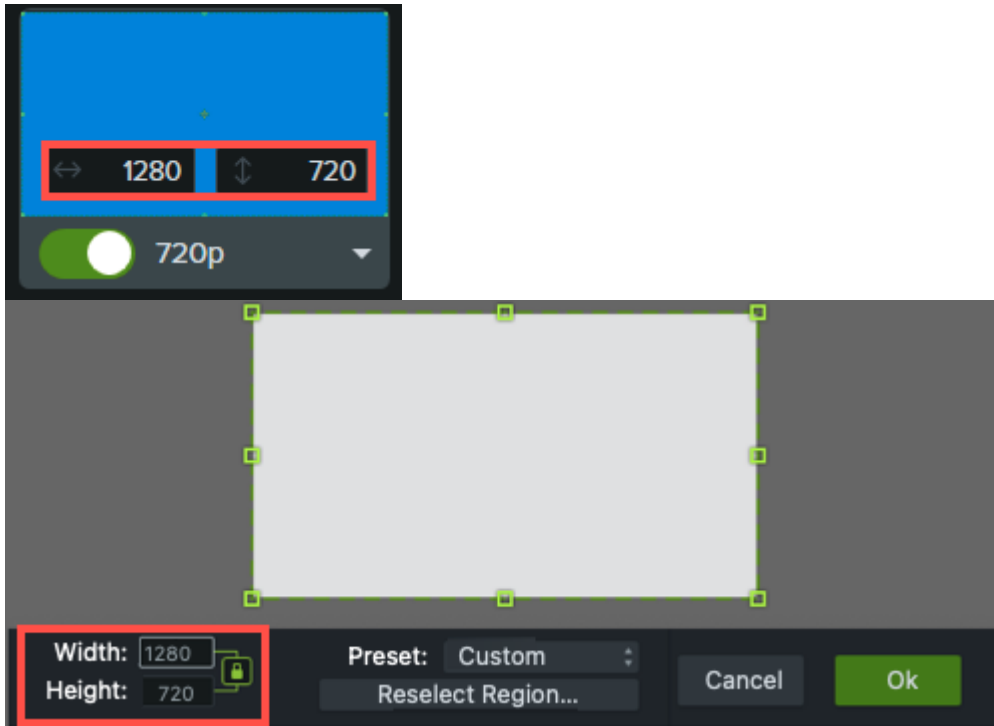 1280 720
720p
Width: 1280
Height: 720
Preset: Custom
Reselect Region...
Cancel
Ok